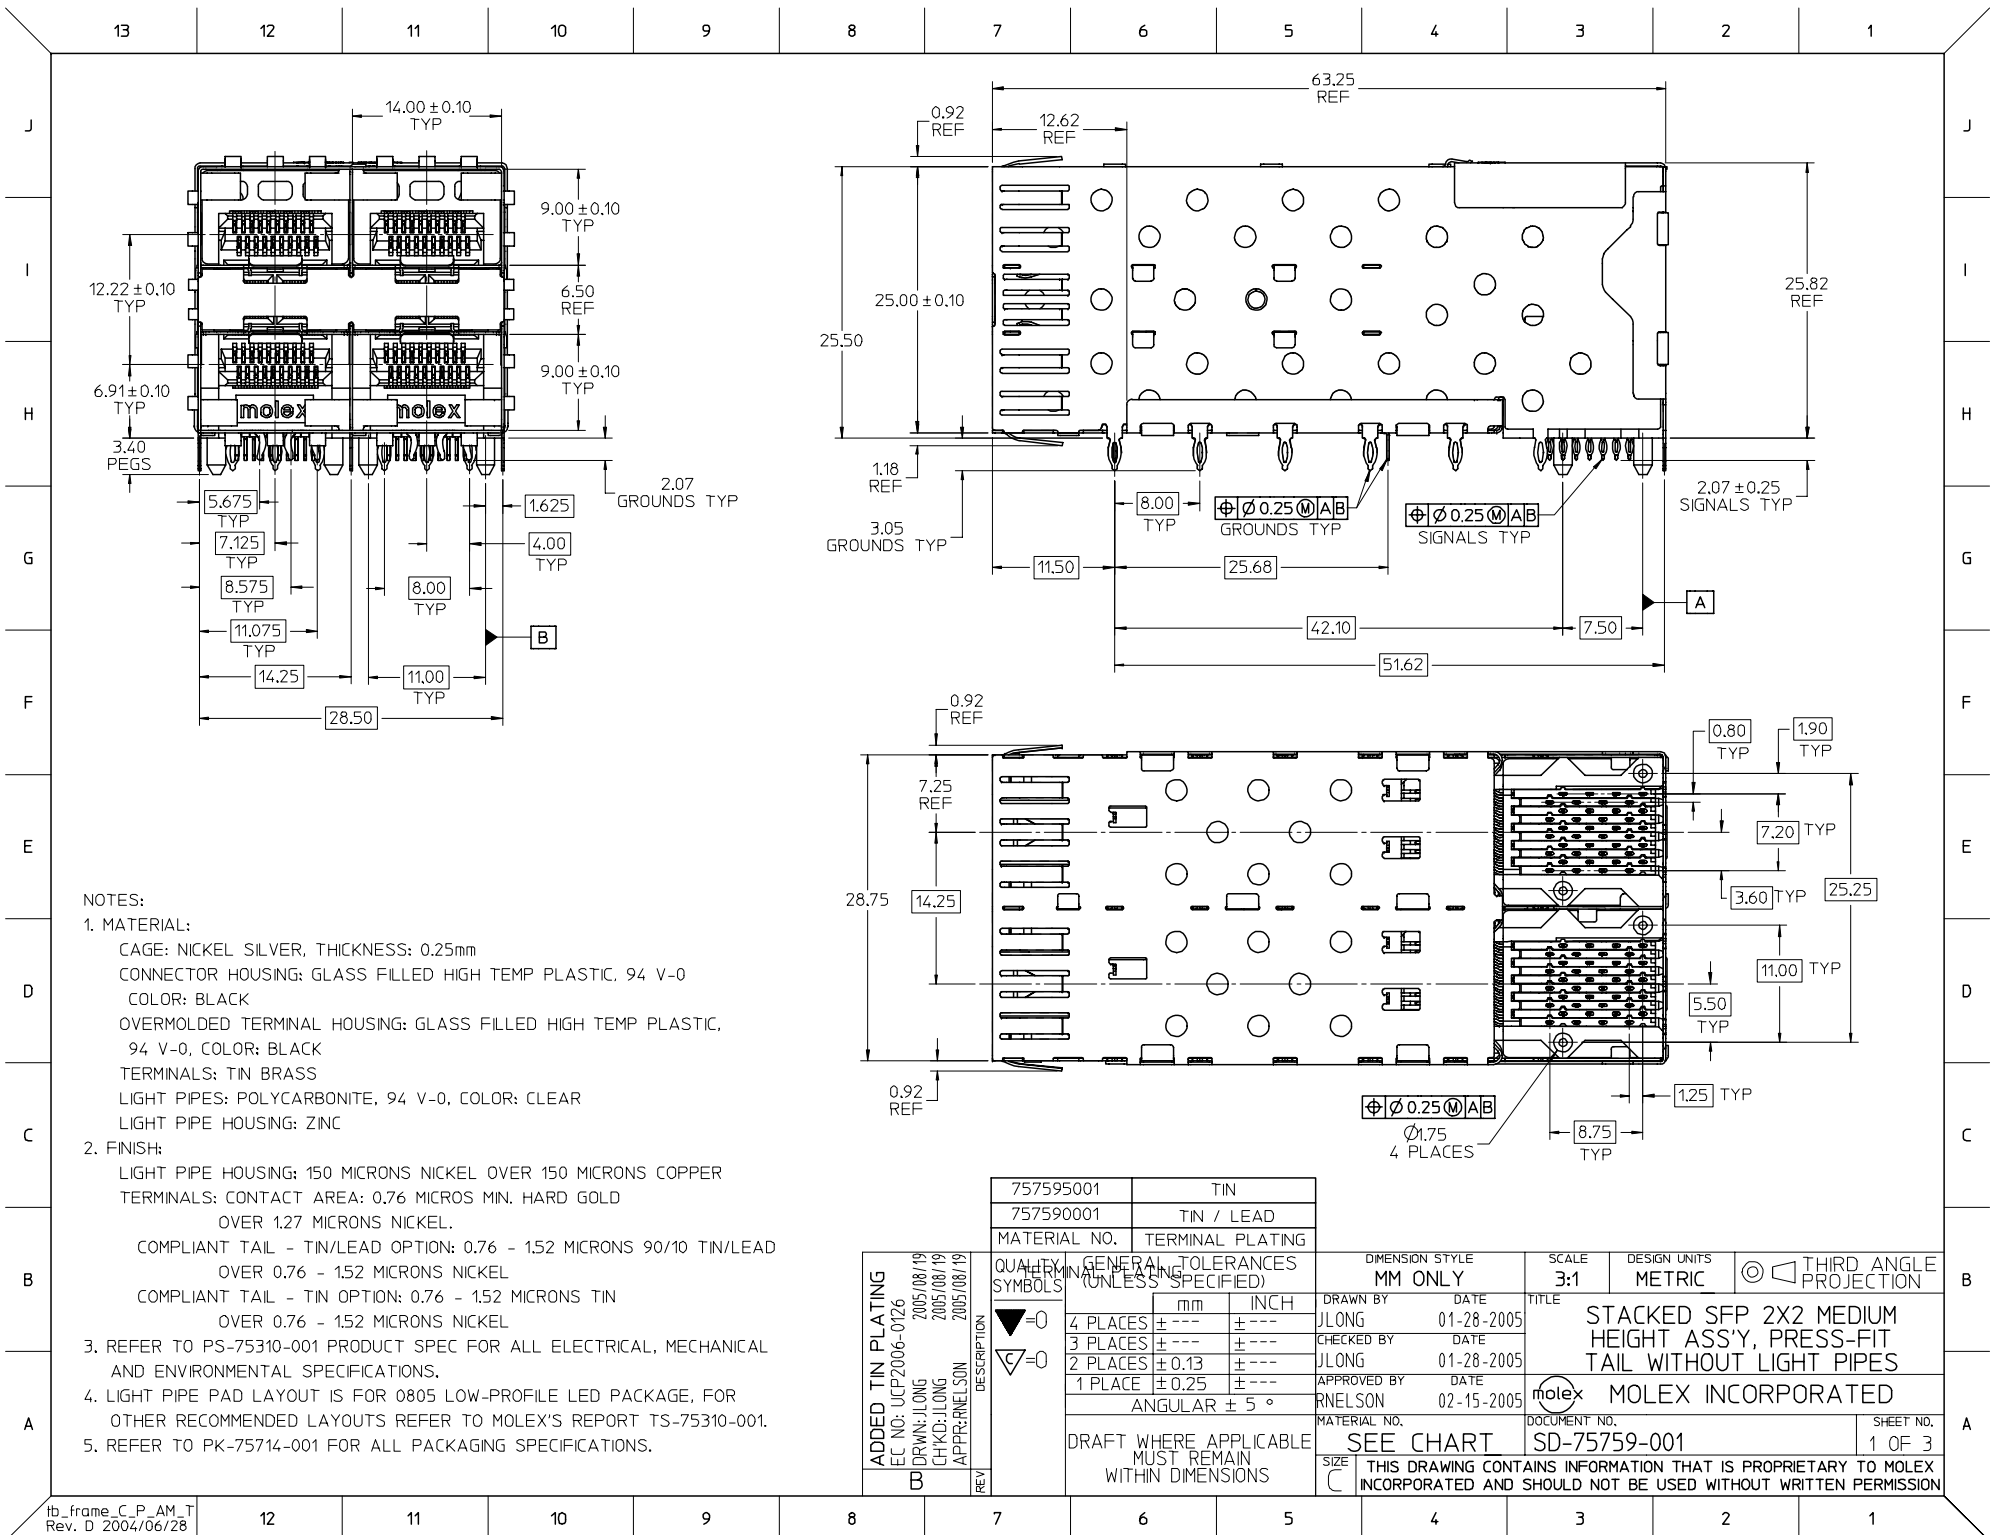 13 12 11 10 9 8 7 6 5 4 3 2 1
J
I
H
G
F
E
D
C
B
A
14.00±0.10
TYP
9.00±0.10
TYP
12.22±0.10
TYP
6.50
REF
9.00±0.10
TYP
6.91±0.10
TYP
molex molex
3.40
PEGS
2.07
GROUNDS TYP
5.675
TYP
1.625
7.125
TYP
4.00
TYP
8.575
TYP
8.00
TYP
11.075
TYP
B
14.25
11.00
TYP
28.50
63.25
REF
0.92
REF
12.62
REF
25.00±0.10
25.50
25.82
REF
1.18
REF
3.05
GROUNDS TYP
8.00
TYP
⌖ Ø 0.25 Ⓜ A B
GROUNDS TYP
⌖ Ø 0.25 Ⓜ A B
SIGNALS TYP
2.07 ±0.25
SIGNALS TYP
11.50
25.68
A
42.10
7.50
51.62
0.92
REF
0.80
TYP
1.90
TYP
7.25
REF
7.20 TYP
28.75
14.25
3.60 TYP
25.25
11.00 TYP
5.50
TYP
0.92
REF
1.25 TYP
⌖ Ø 0.25 Ⓜ A B
Ø1.75
4 PLACES
8.75
TYP
NOTES:
1. MATERIAL:
CAGE: NICKEL SILVER, THICKNESS: 0.25mm
CONNECTOR HOUSING: GLASS FILLED HIGH TEMP PLASTIC, 94 V-0
COLOR: BLACK
OVERMOLDED TERMINAL HOUSING: GLASS FILLED HIGH TEMP PLASTIC,
94 V-0, COLOR: BLACK
TERMINALS: TIN BRASS
LIGHT PIPES: POLYCARBONITE, 94 V-0, COLOR: CLEAR
LIGHT PIPE HOUSING: ZINC
2. FINISH:
LIGHT PIPE HOUSING: 150 MICRONS NICKEL OVER 150 MICRONS COPPER
TERMINALS: CONTACT AREA: 0.76 MICROS MIN. HARD GOLD
OVER 1.27 MICRONS NICKEL.
COMPLIANT TAIL - TIN/LEAD OPTION: 0.76 - 1.52 MICRONS 90/10 TIN/LEAD
OVER 0.76 - 1.52 MICRONS NICKEL
COMPLIANT TAIL - TIN OPTION: 0.76 - 1.52 MICRONS TIN
OVER 0.76 - 1.52 MICRONS NICKEL
3. REFER TO PS-75310-001 PRODUCT SPEC FOR ALL ELECTRICAL, MECHANICAL
AND ENVIRONMENTAL SPECIFICATIONS.
4. LIGHT PIPE PAD LAYOUT IS FOR 0805 LOW-PROFILE LED PACKAGE, FOR
OTHER RECOMMENDED LAYOUTS REFER TO MOLEX'S REPORT TS-75310-001.
5. REFER TO PK-75714-001 FOR ALL PACKAGING SPECIFICATIONS.
757595001 TIN
757590001 TIN / LEAD
MATERIAL NO. TERMINAL PLATING
TERMINAL PLATING
ADDED TIN PLATING
EC NO: UCP2006-0126
DRWN:JLONG 2005/08/19
CH'KD:JLONG 2005/08/19
APPR:RNELSON 2005/08/19
DESCRIPTION
B
REV
QUALITY
SYMBOLS
=0
C =0
GENERAL TOLERANCES
(UNLESS SPECIFIED)
mm INCH
4 PLACES ±--- ±---
3 PLACES ±--- ±---
2 PLACES ±0.13 ±---
1 PLACE ±0.25 ±---
ANGULAR ± 5 °
DRAFT WHERE APPLICABLE
MUST REMAIN
WITHIN DIMENSIONS
DIMENSION STYLE
MM ONLY
SCALE
3:1
DESIGN UNITS
METRIC
THIRD ANGLE
PROJECTION
DRAWN BY DATE
JLONG 01-28-2005
CHECKED BY DATE
JLONG 01-28-2005
APPROVED BY DATE
RNELSON 02-15-2005
TITLE
STACKED SFP 2X2 MEDIUM
HEIGHT ASS'Y, PRESS-FIT
TAIL WITHOUT LIGHT PIPES
molex MOLEX INCORPORATED
MATERIAL NO.
SEE CHART
DOCUMENT NO.
SD-75759-001
SHEET NO.
1 OF 3
SIZE
C
THIS DRAWING CONTAINS INFORMATION THAT IS PROPRIETARY TO MOLEX
INCORPORATED AND SHOULD NOT BE USED WITHOUT WRITTEN PERMISSION
J
I
H
G
F
E
D
C
B
A
tb_frame_C_P_AM_T
Rev. D 2004/06/28
12 11 10 9 8 7 6 5 4 3 2 1